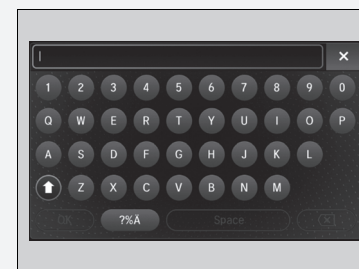 1 2 3 4 5 6 7 8 9 0
Q W E R T Y U I O P
A S D F G H J K L
Z X C V B N M
OK ?%Ä Space